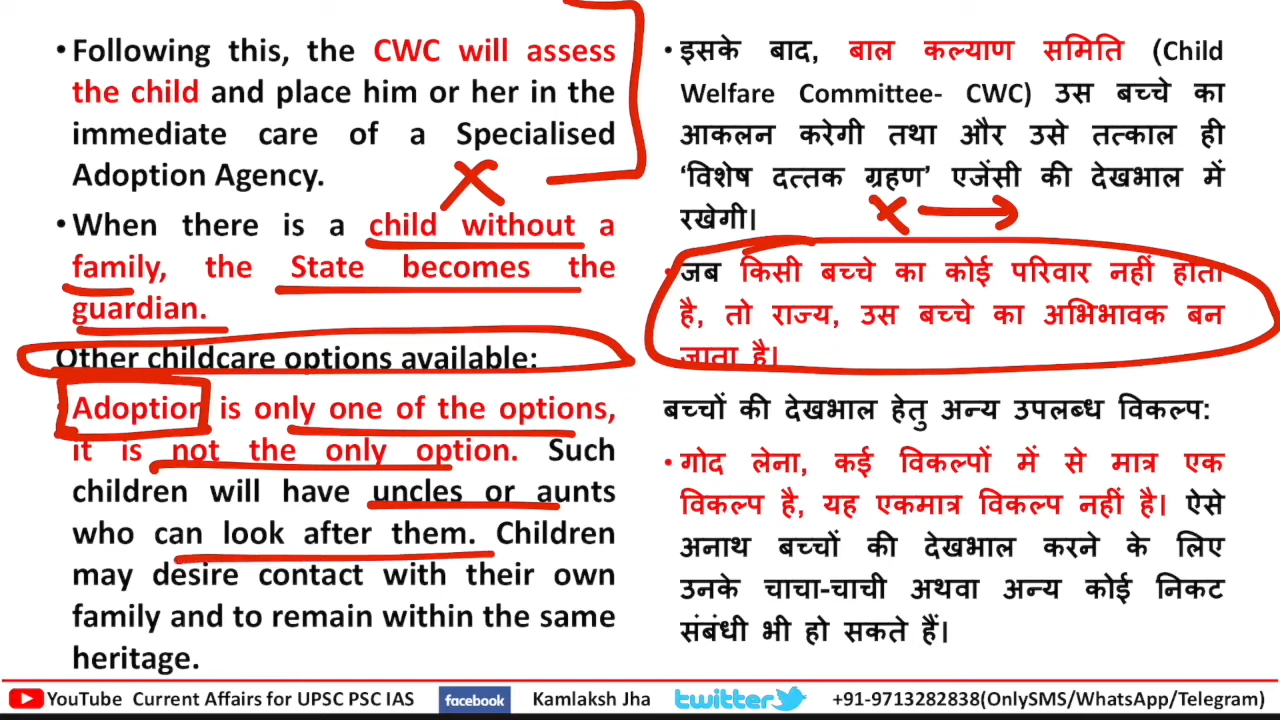 • Following this, the CWC will assess
the child and place him or her in the
immediate care of a Specialised
Adoption Agency.
• When there is a child without a
family, the State becomes the
guardian.
Other childcare options available:
Adoption is only one of the options,
it is not the only option. Such
children will have uncles or aunts
who can look after them. Children
may desire contact with their own
family and to remain within the same
heritage.
• इसके बाद, बाल कल्याण समिति (Child
Welfare Committee- CWC) उस बच्चे का
आकलन करेगी तथा और उसे तत्काल ही
‘विशेष दत्तक ग्रहण’ एजेंसी की देखभाल में
रखेगी।
• जब किसी बच्चे का कोई परिवार नहीं होता
है, तो राज्य, उस बच्चे का अभिभावक बन
जाता है।
बच्चों की देखभाल हेतु अन्य उपलब्ध विकल्प:
• गोद लेना, कई विकल्पों में से मात्र एक
विकल्प है, यह एकमात्र विकल्प नहीं है। ऐसे
अनाथ बच्चों की देखभाल करने के लिए
उनके चाचा-चाची अथवा अन्य कोई निकट
संबंधी भी हो सकते हैं।
YouTube Current Affairs for UPSC PSC IAS facebook Kamlaksh Jha twitter +91-9713282838(OnlySMS/WhatsApp/Telegram)